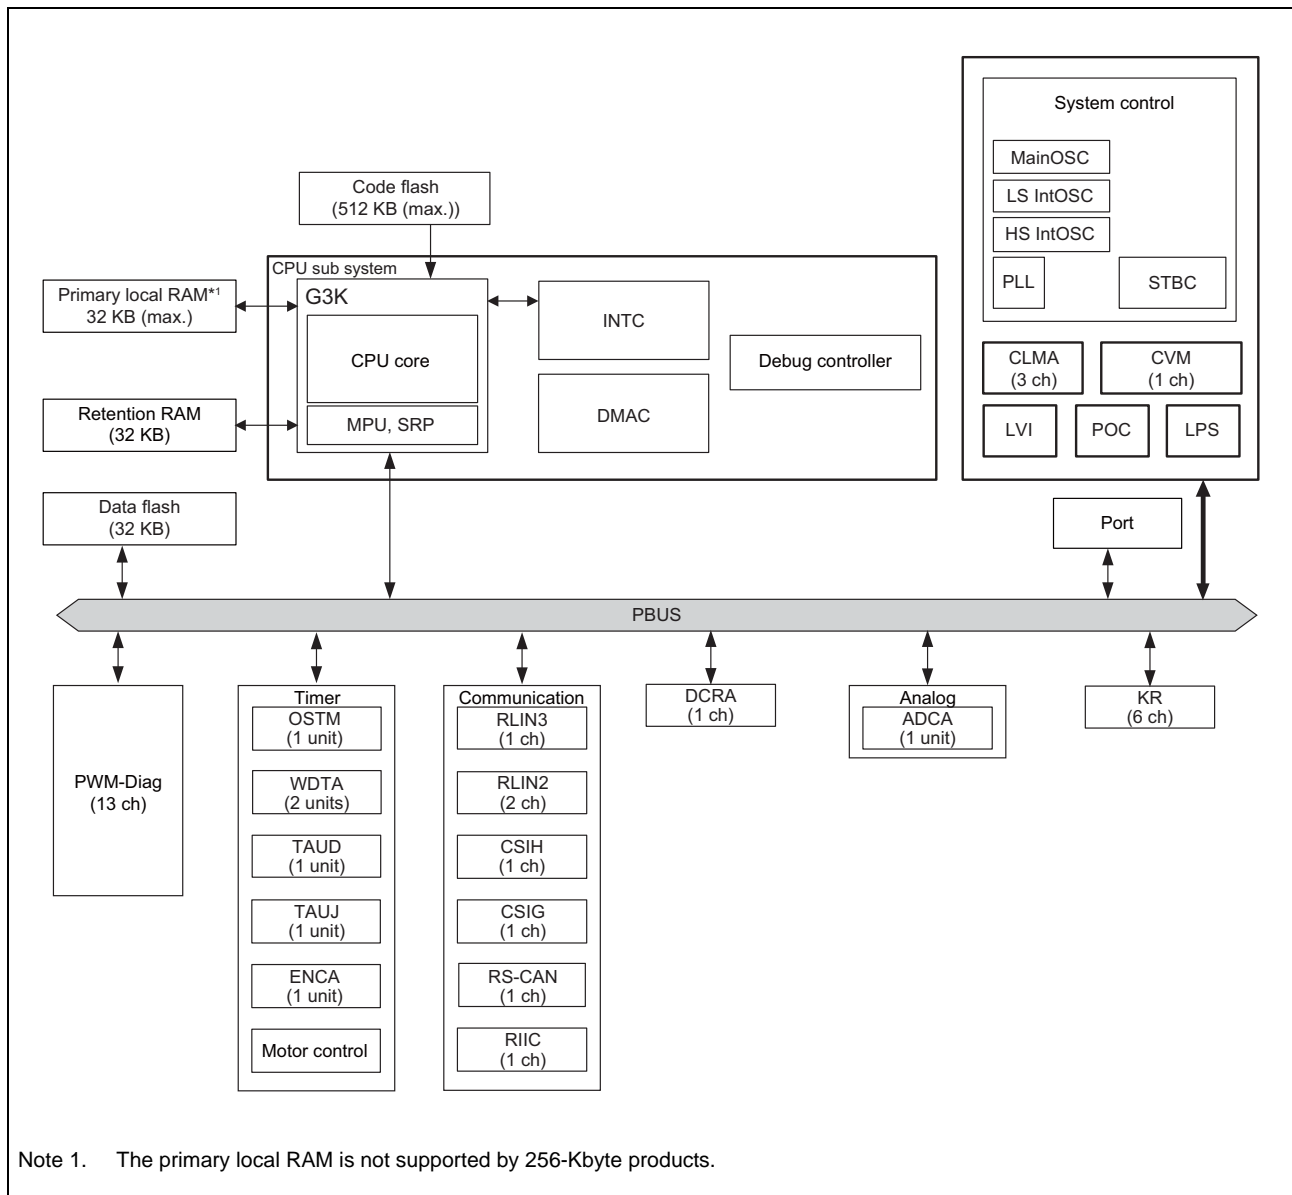 System control
MainOSC
LS IntOSC
HS IntOSC
PLL
STBC
CLMA
(3 ch)
CVM
(1 ch)
LVI
POC
LPS
Code flash
(512 KB (max.))
CPU sub system
Primary local RAM*1
32 KB (max.)
G3K
CPU core
MPU, SRP
INTC
DMAC
Debug controller
Retention RAM
(32 KB)
Data flash
(32 KB)
Port
PBUS
PWM-Diag
(13 ch)
Timer
OSTM
(1 unit)
WDTA
(2 units)
TAUD
(1 unit)
TAUJ
(1 unit)
ENCA
(1 unit)
Motor control
Communication
RLIN3
(1 ch)
RLIN2
(2 ch)
CSIH
(1 ch)
CSIG
(1 ch)
RS-CAN
(1 ch)
RIIC
(1 ch)
DCRA
(1 ch)
Analog
ADCA
(1 unit)
KR
(6 ch)
Note 1. The primary local RAM is not supported by 256-Kbyte products.